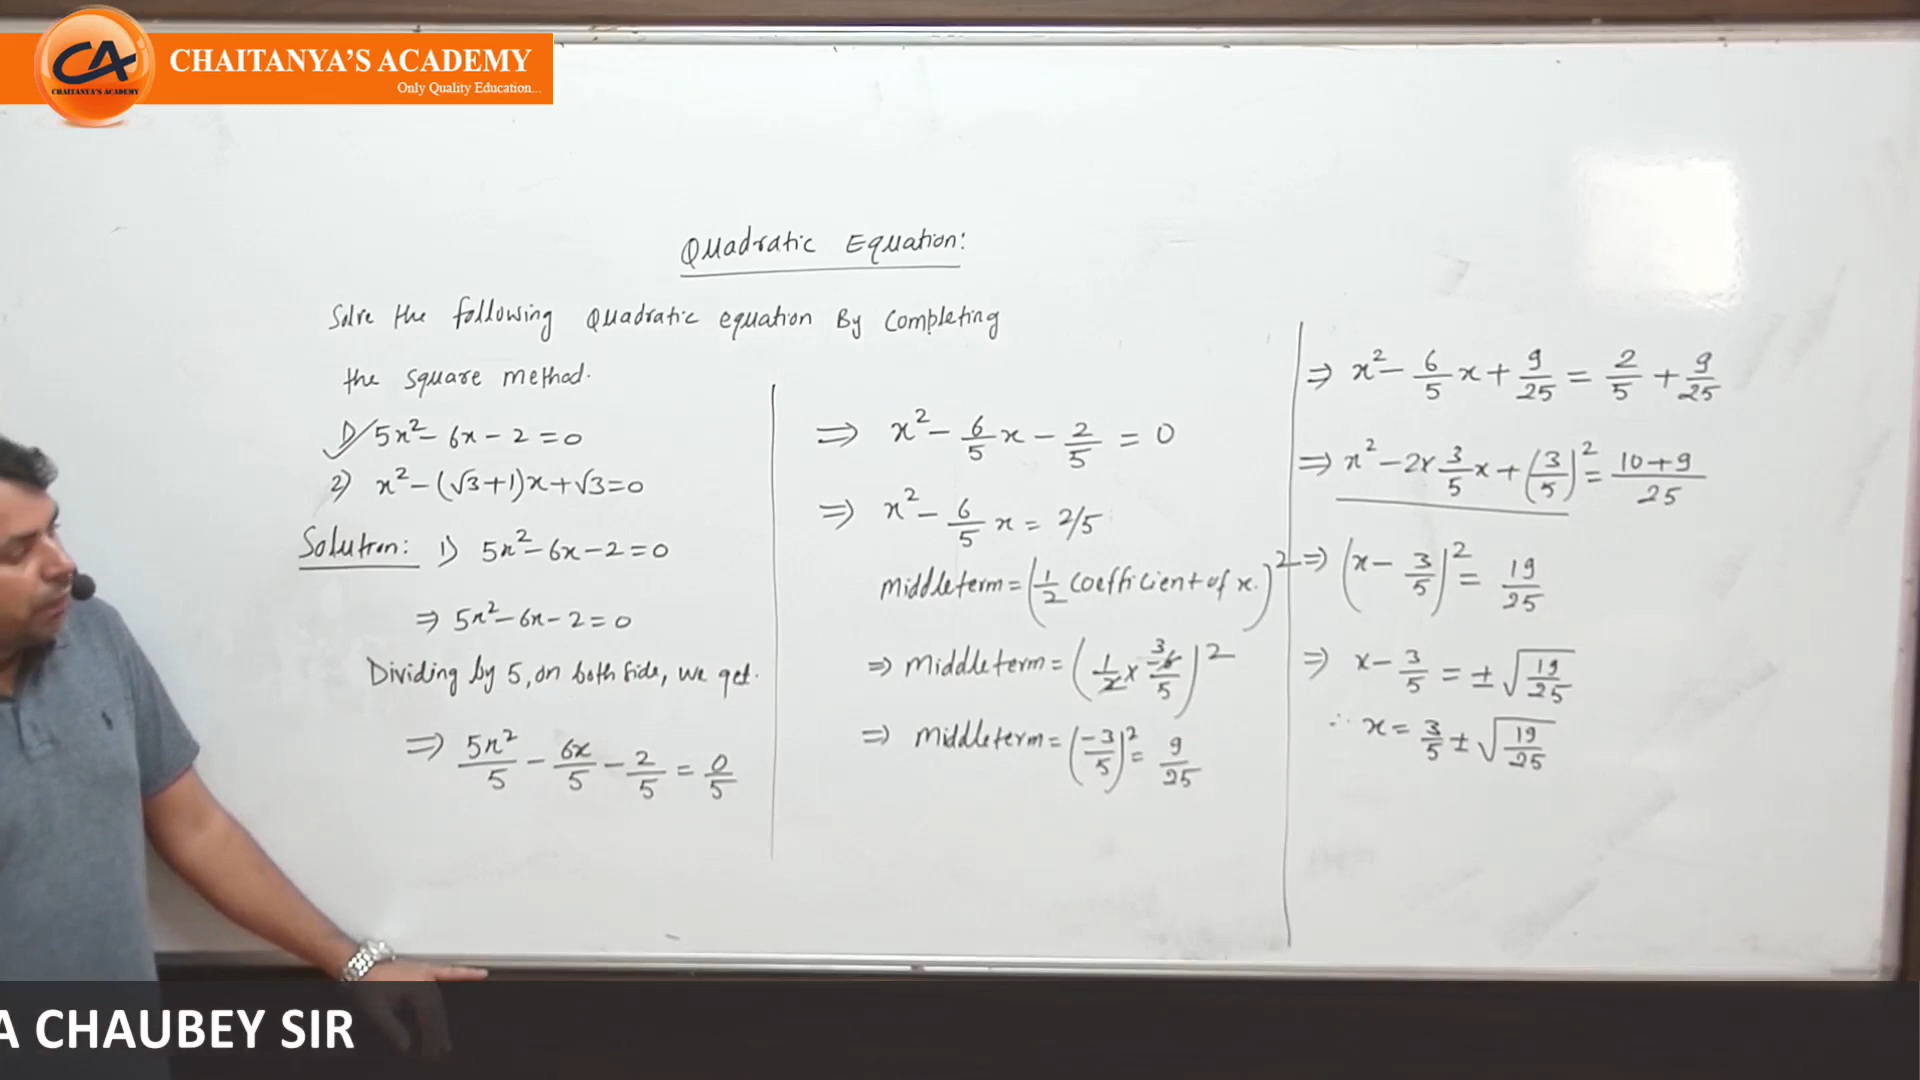 CHAITANYA'S ACADEMY
Only Quality Education...
CA
CHAITANYA'S ACADEMY
Quadratic Equation:
Solve the following Quadratic equation By Completing
the square method.
1) 5x² - 6x - 2 = 0
2) x² - (√3+1)x + √3 = 0
Solution: 1) 5x² - 6x - 2 = 0
⇒ 5x² - 6x - 2 = 0
Dividing by 5, on both side, we get.
⇒ 5x²/5 - 6x/5 - 2/5 = 0/5
⇒ x² - 6/5 x - 2/5 = 0
⇒ x² - 6/5 x = 2/5
middle term = (1/2 coefficient of x.)²
⇒ middle term = (1/2 × -6/5)² 3
⇒ middle term = (-3/5)² = 9/25
⇒ x² - 6/5 x + 9/25 = 2/5 + 9/25
⇒ x² - 2× 3/5 x + (3/5)² = 10+9/25
⇒ (x - 3/5)² = 19/25
⇒ x - 3/5 = ± √19/25
∴ x = 3/5 ± √19/25
A CHAUBEY SIR